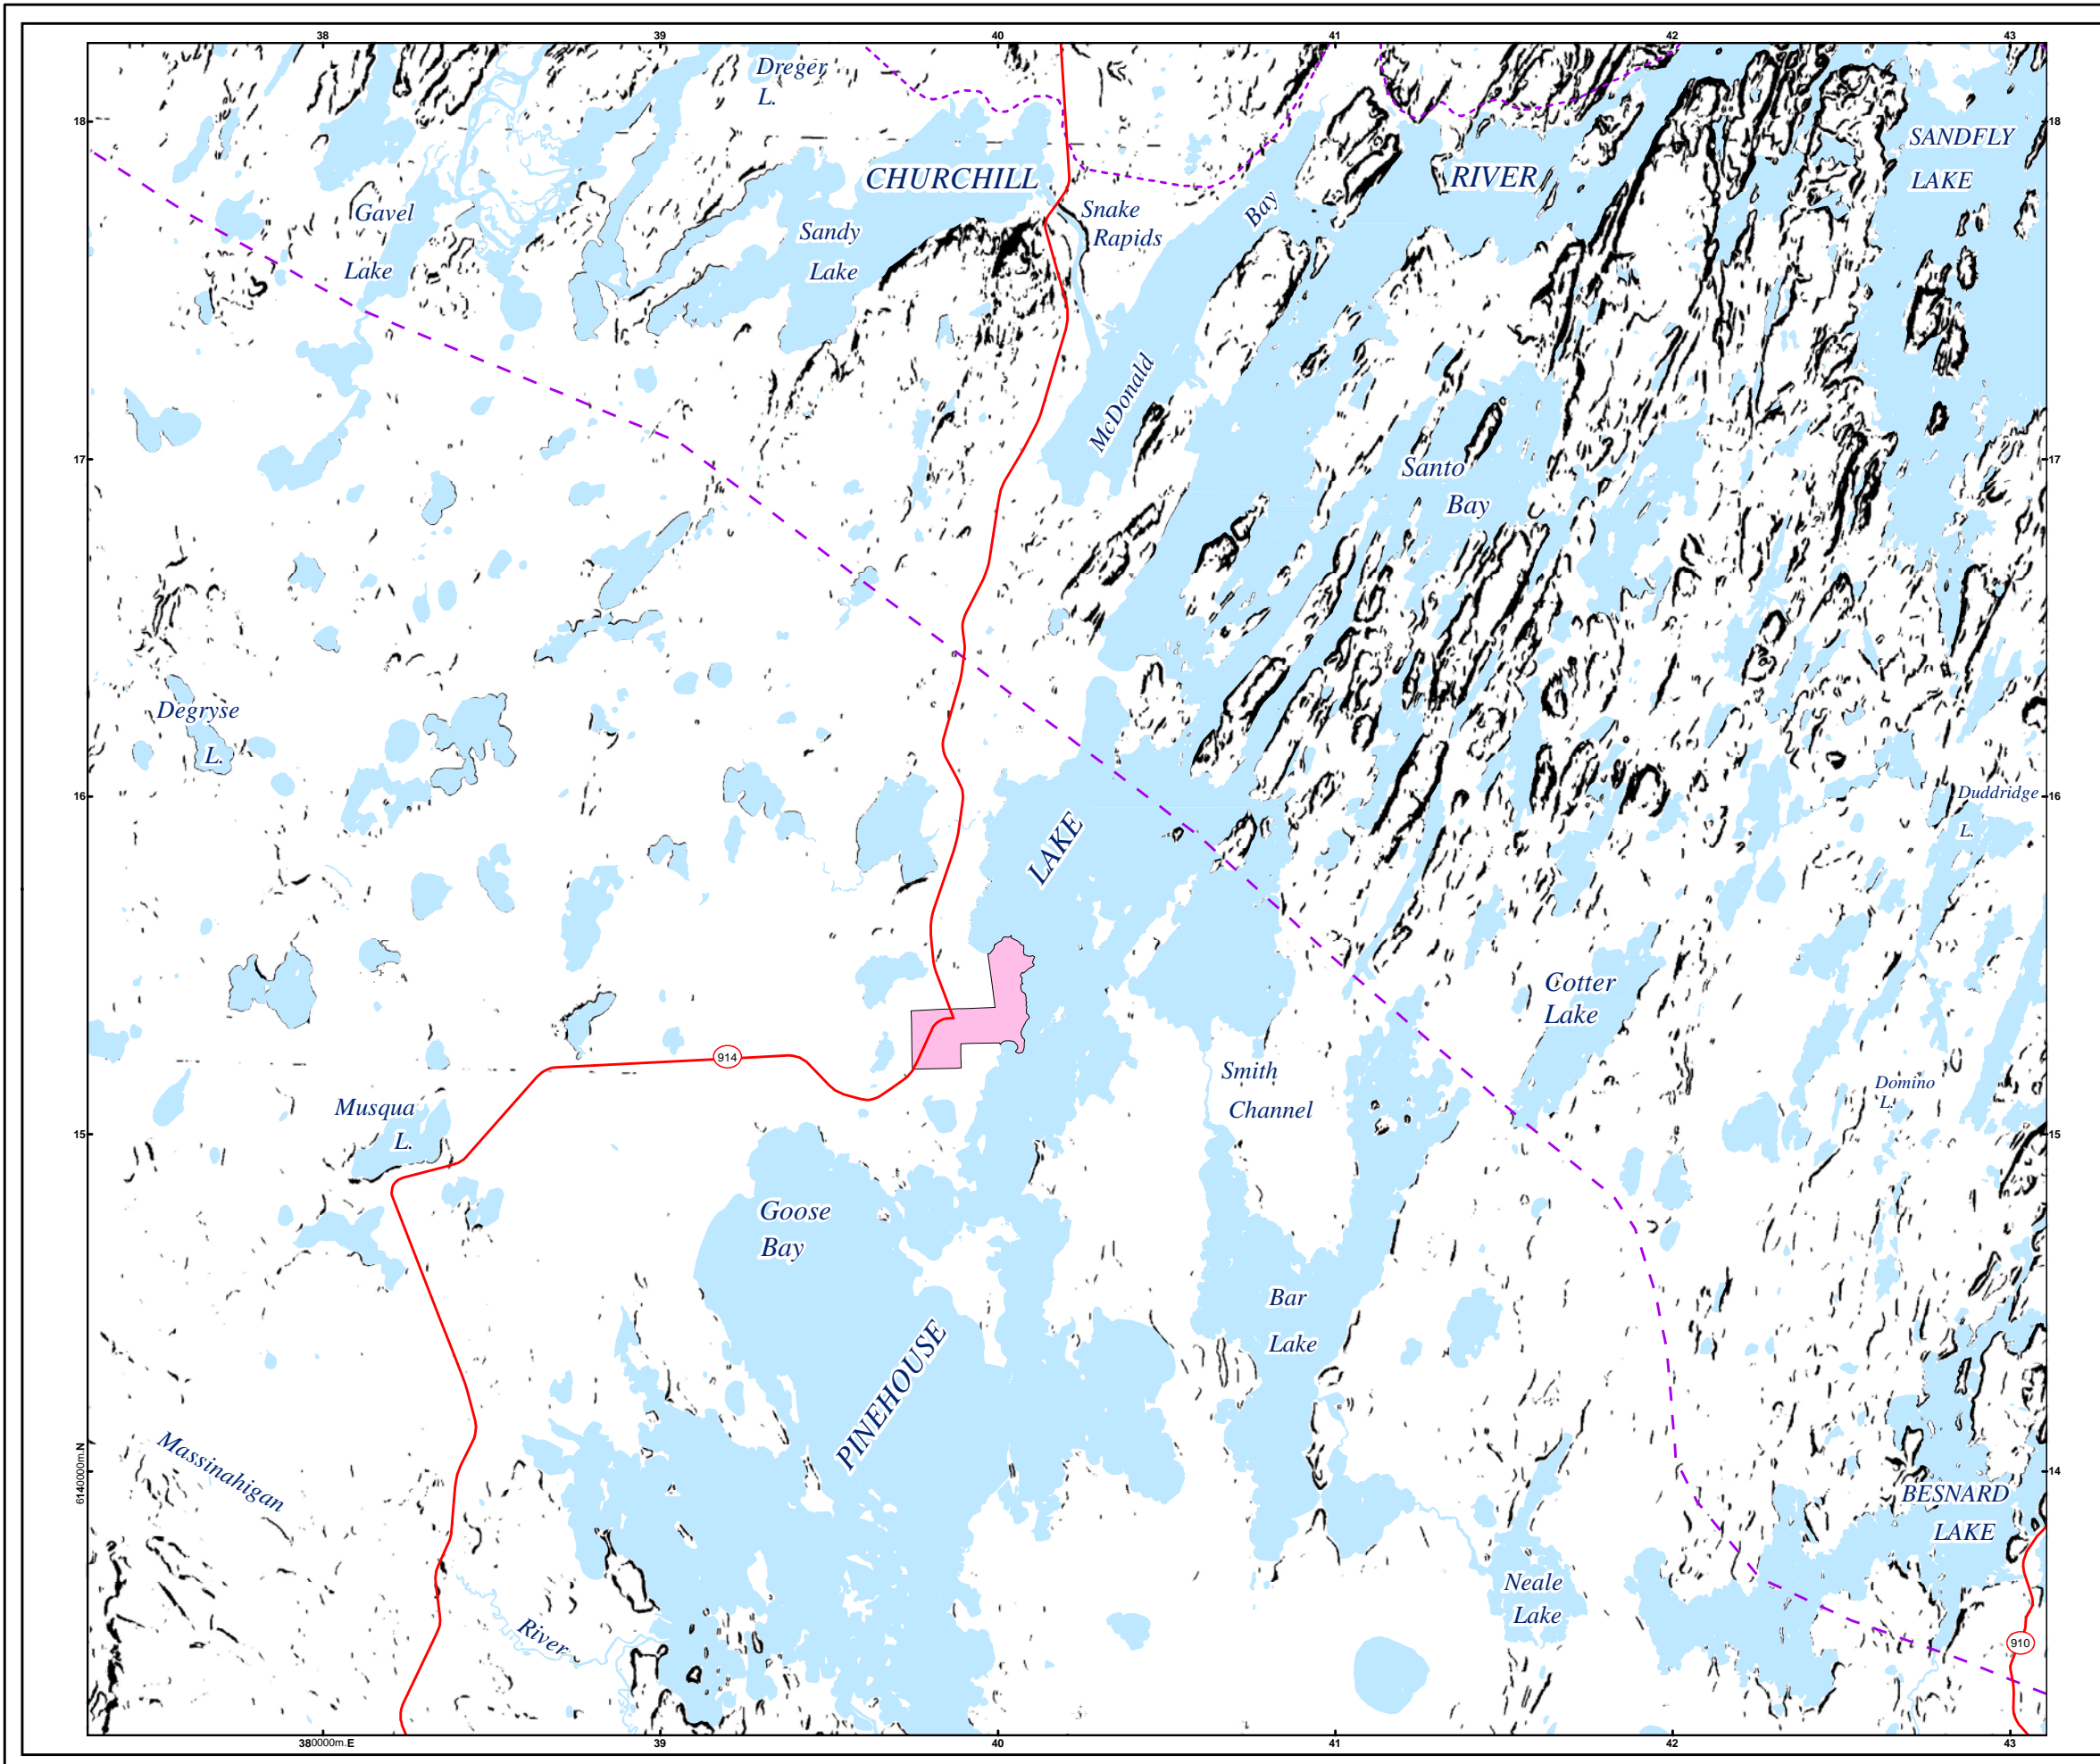 38 39 40 41 42 43
Dreger
L.
18 18
SANDFLY
LAKE
CHURCHILL
RIVER
Gavel
Lake
Snake
Rapids
Bay
Sandy
Lake
McDonald
17 17
Santo
Bay
Degryse
L.
16 16
Duddridge
L.
LAKE
Cotter
Lake
914
Smith
Channel
Domino
L.
Musqua
L.
15 15
Goose
Bay
Bar
Lake
PINEHOUSE
Massinahigan
6140000m.N
14
BESNARD
LAKE
Neale
Lake
River
910
380000m.E 39 40 41 42 43